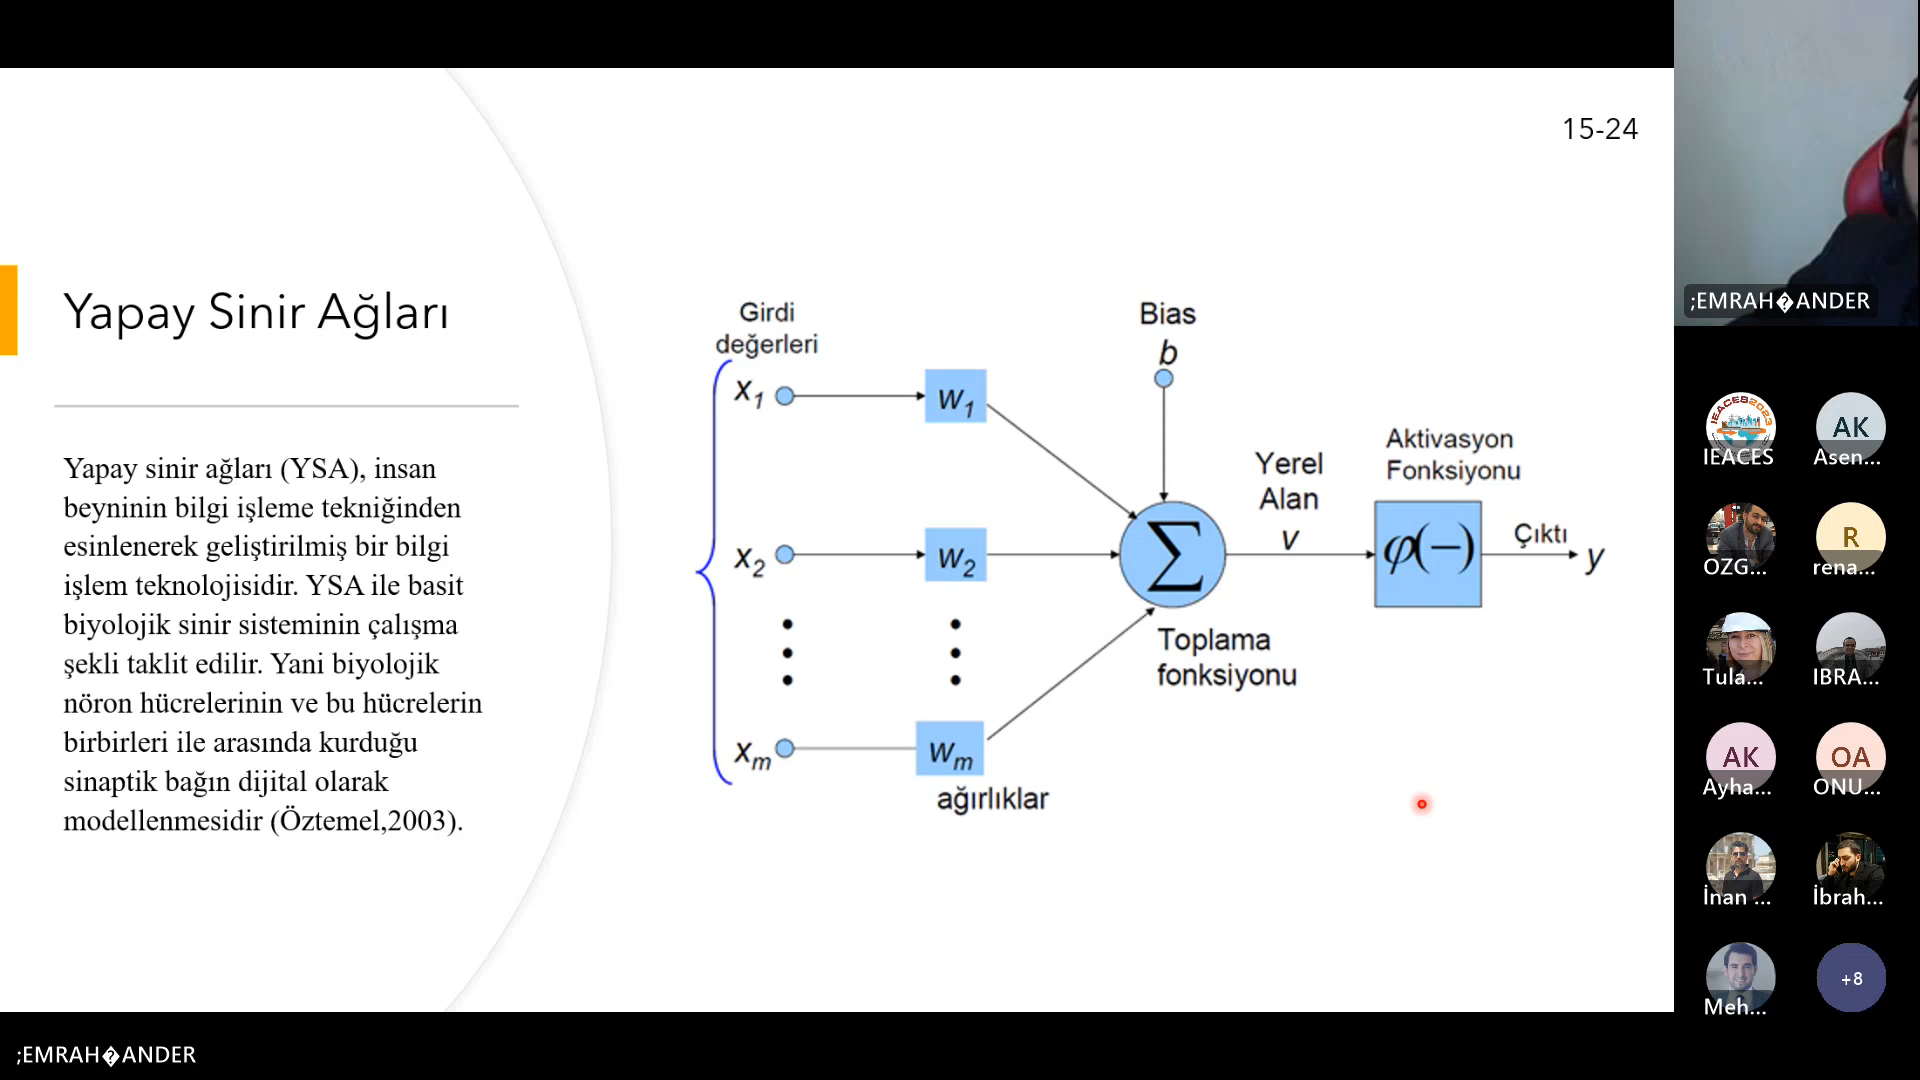 15-24
Yapay Sinir Ağları
Yapay sinir ağları (YSA), insan
beyninin bilgi işleme tekniğinden
esinlenerek geliştirilmiş bir bilgi
işlem teknolojisidir. YSA ile basit
biyolojik sinir sisteminin çalışma
şekli taklit edilir. Yani biyolojik
nöron hücrelerinin ve bu hücrelerin
birbirleri ile arasında kurduğu
sinaptik bağın dijital olarak
modellenmesidir (Öztemel,2003).
Girdi
değerleri
x1
w1
x2
w2
xm
wm
ağırlıklar
Bias
b
∑
Toplama
fonksiyonu
Yerel
Alan
v
Aktivasyon
Fonksiyonu
φ(−)
Çıktı
y
;EMRAH�ANDER
IEACES2023
IEACES
AK
Asen...
OZG...
R
rena...
Tula...
IBRA...
AK
Ayha...
OA
ONU...
İnan ...
İbrah...
Meh...
+8
;EMRAH�ANDER